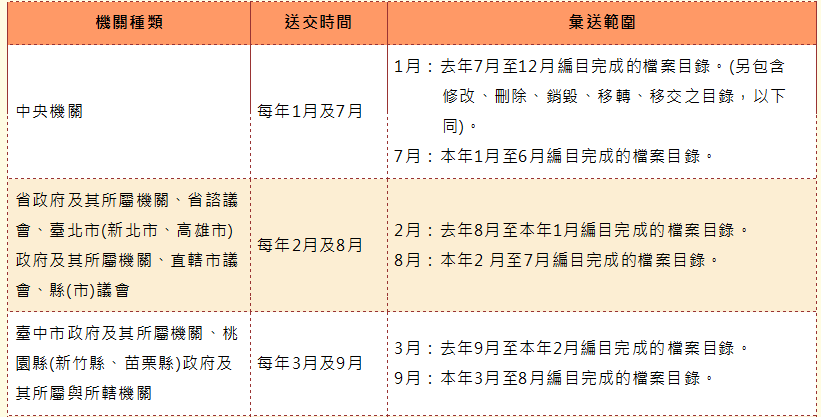 機關種類
送交時間
彙送範圍
中央機關
每年1月及7月
1月：去年7月至12月編目完成的檔案目錄。(另包含
修改、刪除、銷毀、移轉、移交之目錄，以下
同)。
7月：本年1月至6月編目完成的檔案目錄。
省政府及其所屬機關、省諮議
會、臺北市(新北市、高雄市)
政府及其所屬機關、直轄市議
會、縣(市)議會
每年2月及8月
2月：去年8月至本年1月編目完成的檔案目錄。
8月：本年2 月至7月編目完成的檔案目錄。
臺中市政府及其所屬機關、桃
園縣(新竹縣、苗栗縣)政府及
其所屬與所轄機關
每年3月及9月
3月：去年9月至本年2月編目完成的檔案目錄。
9月：本年3月至8月編目完成的檔案目錄。